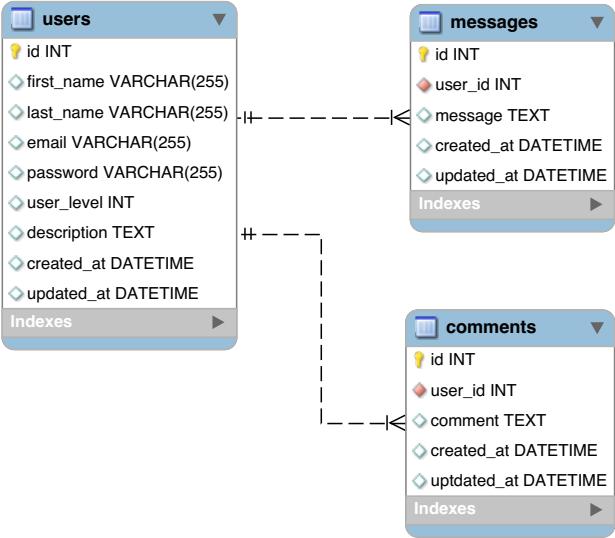 users
id INT
first_name VARCHAR(255)
last_name VARCHAR(255)
email VARCHAR(255)
password VARCHAR(255)
user_level INT
description TEXT
created_at DATETIME
updated_at DATETIME
Indexes
messages
id INT
user_id INT
message TEXT
created_at DATETIME
updated_at DATETIME
Indexes
comments
id INT
user_id INT
comment TEXT
created_at DATETIME
uptdated_at DATETIME
Indexes